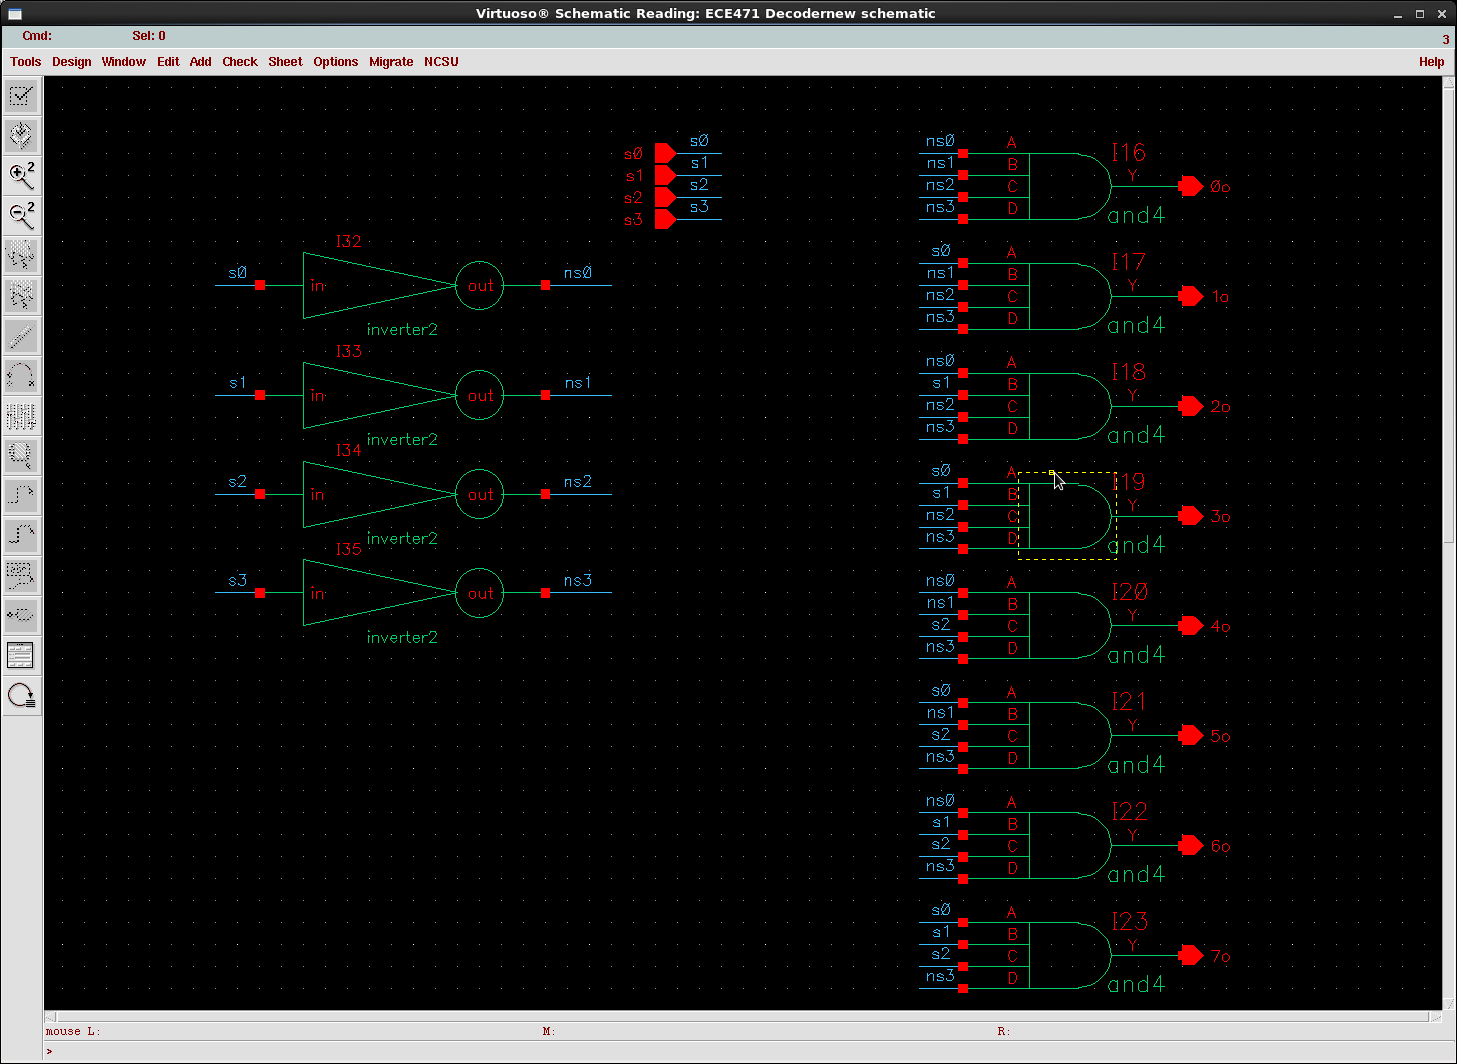 Virtuoso® Schematic Reading: ECE471 Decodernew schematic
Cmd: Sel: 0
3
Tools Design Window Edit Add Check Sheet Options Migrate NCSU Help
2
2
s0 s0
s1 s1
s2 s2
s3 s3
I32
s0 in out ns0
inverter2
I33
s1 in out ns1
inverter2
I34
s2 in out ns2
inverter2
I35
s3 in out ns3
inverter2
ns0 A I16
ns1 B Y
ns2 C 0o
ns3 D and4
s0 A I17
ns1 B Y
ns2 C 1o
ns3 D and4
ns0 A I18
s1 B Y
ns2 C 2o
ns3 D and4
s0 A I19
s1 B Y
ns2 C 3o
ns3 D and4
ns0 A I20
ns1 B Y
s2 C 4o
ns3 D and4
s0 A I21
ns1 B Y
s2 C 5o
ns3 D and4
ns0 A I22
s1 B Y
s2 C 6o
ns3 D and4
s0 A I23
s1 B Y
s2 C 7o
ns3 D and4
mouse L: M: R:
>